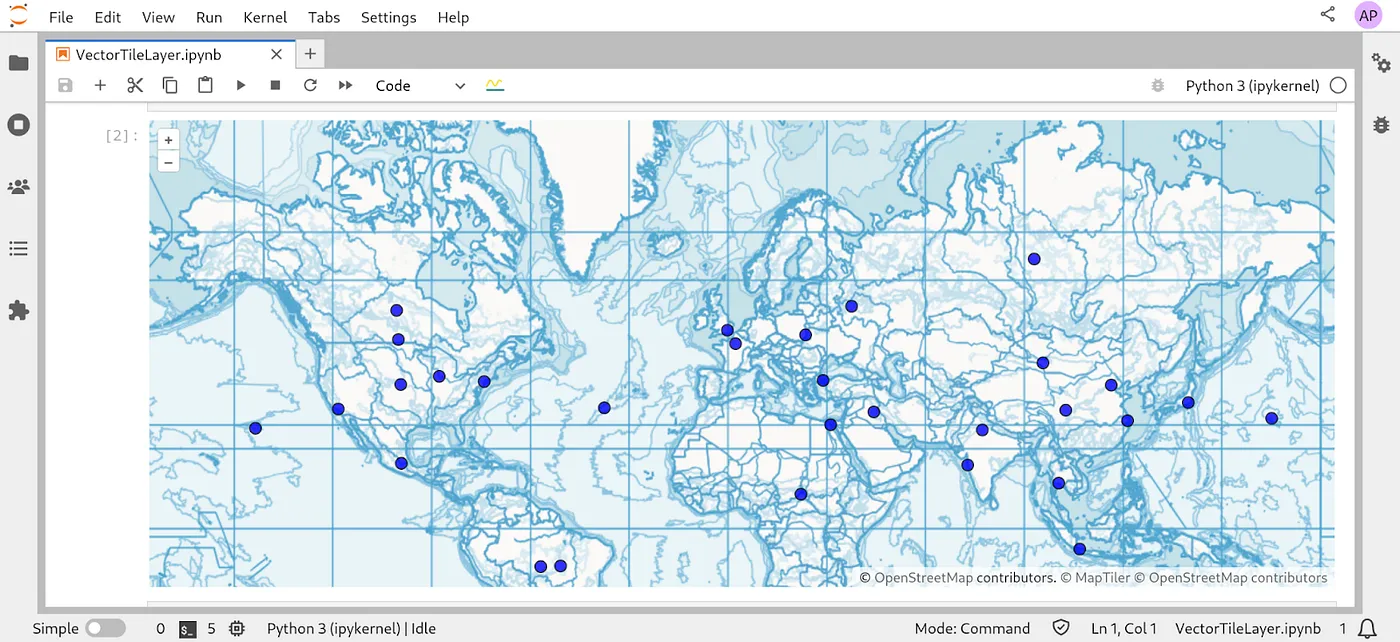 File Edit View Run Kernel Tabs Settings Help AP
VectorTileLayer.ipynb × +
Code Python 3 (ipykernel)
[2]:
+
−
© OpenStreetMap contributors. © MapTiler © OpenStreetMap contributors
Simple 0 $_ 5 Python 3 (ipykernel) | Idle Mode: Command Ln 1, Col 1 VectorTileLayer.ipynb 1